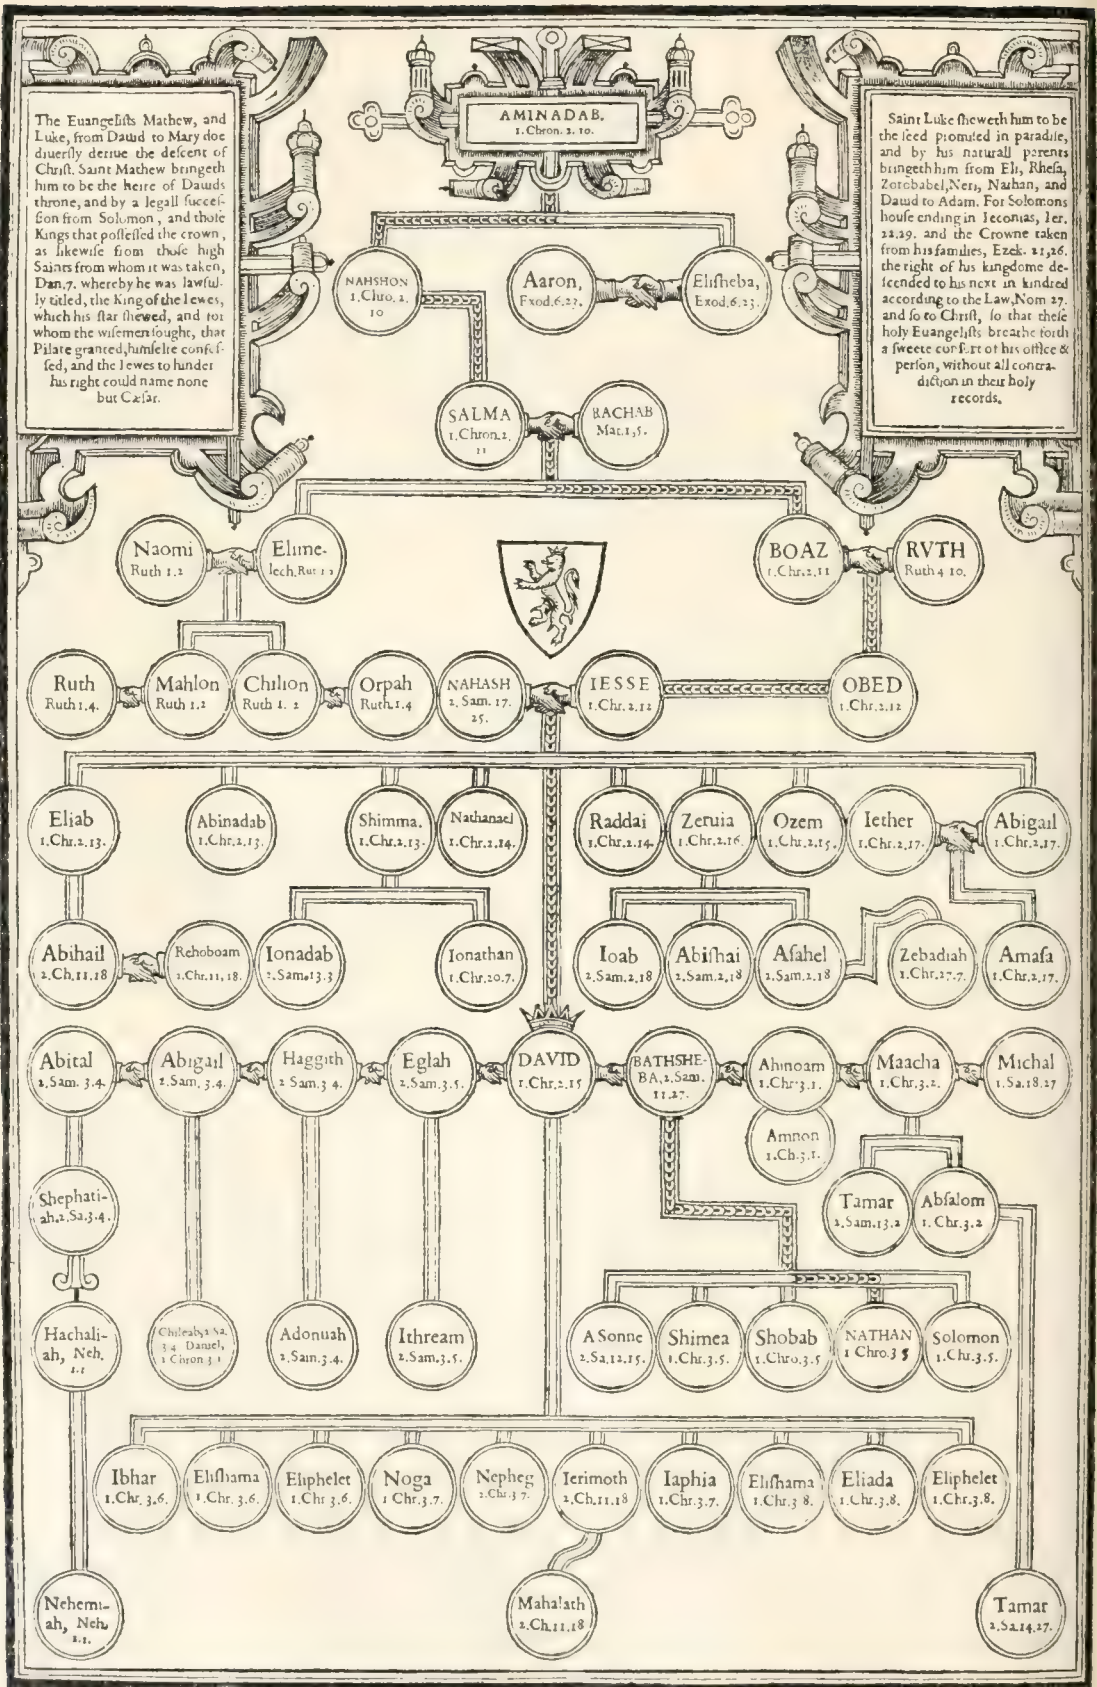 The Euangelists Mathew, and
Luke, from Dauid to Mary doe
diuersly deriue the descent of
Christ. Saint Mathew bringeth
him to be the heire of Dauids
throne, and by a legall succes-
sion from Solomon, and those
Kings that possessed the crown,
as likewise from those high
Saints from whom it was taken,
Dan.7. whereby he was lawful-
ly titled, the King of the Iewes,
which his star shewed, and for
whom the wisemen sought, that
Pilate granted, himselfe confes-
sed, and the Iewes to hinder
his right could name none
but Cæsar.
AMINADAB.
1.Chron.2.10.
Saint Luke sheweth him to be
the seed promised in paradise,
and by his naturall parents
bringeth him from Eli, Rhesa,
Zorobabel, Neri, Nathan, and
Dauid to Adam. For Solomons
house ending in Ieconias, Ier.
22.29. and the Crowne taken
from his families, Ezek. 21,26.
the right of his kingdome de-
scended to his next in kindred
according to the Law, Nom 27.
and so to Christ, so that these
holy Euangelists breathe forth
a sweete consort of his office &
person, without all contra-
diction in their holy
records.
NAHSHON
1.Chro.2.
10
Aaron,
Exod.6.23.
Elisheba,
Exod.6.23.
SALMA
1.Chron.2.
11
RACHAB
Mat.1,5.
Naomi
Ruth 1.2
Elime-
lech, Rut 1 2
BOAZ
1.Chr.2.11
RVTH
Ruth 4 10.
Ruth
Ruth 1.4.
Mahlon
Ruth 1.2
Chilion
Ruth 1. 2
Orpah
Ruth.1.4
NAHASH
2. Sam. 17.
25.
IESSE
1.Chr.2.12
OBED
1.Chr.2.12
Eliab
1.Chr.2.13.
Abinadab
1.Chr.2.13.
Shimma.
1.Chr.2.13.
Nathanael
1.Chr.2.14.
Raddai
1.Chr.2.14.
Zeruia
1.Chr.2.16.
Ozem
1.Chr.2.15.
Iether
1.Chr.2.17.
Abigail
1.Chr.2.17.
Abihail
2.Ch.11.18
Rehoboam
2.Chr.11,18.
Ionadab
2.Sam.13.3
Ionathan
1.Chr.20.7.
Ioab
2.Sam.2,18
Abishai
2.Sam.2,18
Asahel
2.Sam.2.18
Zebadiah
1.Chr.27.7.
Amasa
1.Chr.2.17.
Abital
2.Sam. 3.4.
Abigail
2.Sam. 3.4.
Haggith
2 Sam.3 4.
Eglah
2.Sam.3.5.
DAVID
1.Chr.2.15
BATHSHE-
BA, 2.Sam.
11.27.
Ahinoam
1.Chr.3.1.
Maacha
1.Chr.3.2.
Michal
1.Sa.18.27
Amnon
1.Ch.3.1.
Shephati-
ah.2.Sa.3.4.
Tamar
2.Sam.13.2
Absalom
1.Chr.3.2
Hachali-
ah, Neh.
1.1
Chileab, 2 Sa.
3 4 Daniel,
1 Chron 3 1
Adoniah
2.Sam.3.4.
Ithream
2.Sam.3.5.
A Sonne
2.Sa.12.15.
Shimea
1.Chr.3.5.
Shobab
1.Chro.3.5
NATHAN
1 Chro.3 5
Solomon
1.Chr.3.5.
Ibhar
1.Chr. 3.6.
Elishama
1.Chr. 3.6.
Eliphelet
1.Chr 3.6.
Noga
1 Chr.3.7.
Nepheg
1.Chr.3 7.
Ierimoth
2.Ch.11.18
Iaphia
1.Chr.3.7.
Elishama
1.Chr.3 8.
Eliada
1.Chr.3.8.
Eliphelet
1.Chr.3.8.
Nehemi-
ah, Neh.
1.1.
Mahalath
2.Ch.11.18
Tamar
2.Sa.14.27.